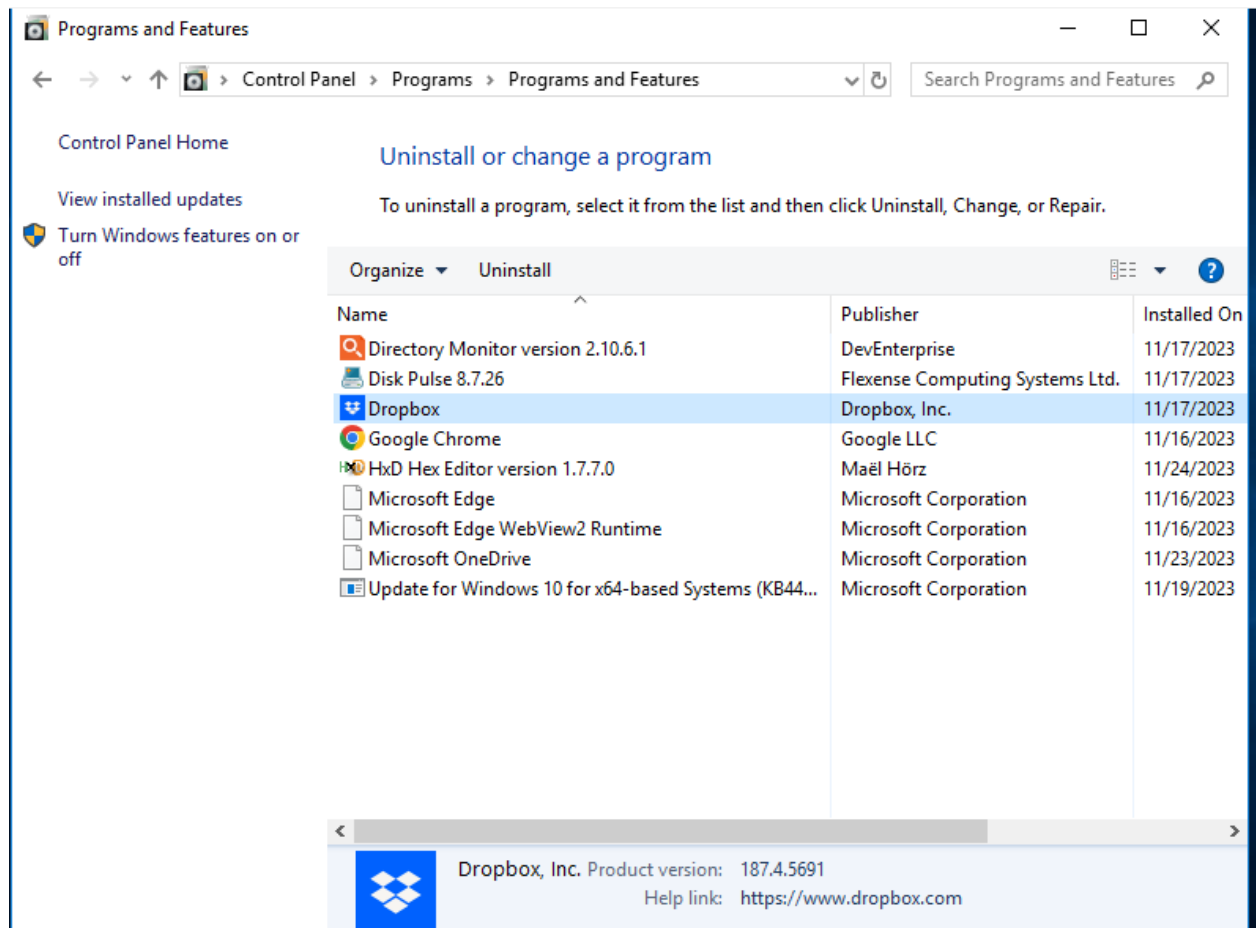 Programs and Features
Control Panel > Programs > Programs and Features
Search Programs and Features
Control Panel Home
View installed updates
Turn Windows features on or
off
Uninstall or change a program
To uninstall a program, select it from the list and then click Uninstall, Change, or Repair.
Organize Uninstall
Name Publisher Installed On
Directory Monitor version 2.10.6.1 DevEnterprise 11/17/2023
Disk Pulse 8.7.26 Flexense Computing Systems Ltd. 11/17/2023
Dropbox Dropbox, Inc. 11/17/2023
Google Chrome Google LLC 11/16/2023
HxD HxD Hex Editor version 1.7.7.0 Maël Hörz 11/24/2023
Microsoft Edge Microsoft Corporation 11/16/2023
Microsoft Edge WebView2 Runtime Microsoft Corporation 11/16/2023
Microsoft OneDrive Microsoft Corporation 11/23/2023
Update for Windows 10 for x64-based Systems (KB44... Microsoft Corporation 11/19/2023
Dropbox, Inc. Product version: 187.4.5691
Help link: https://www.dropbox.com